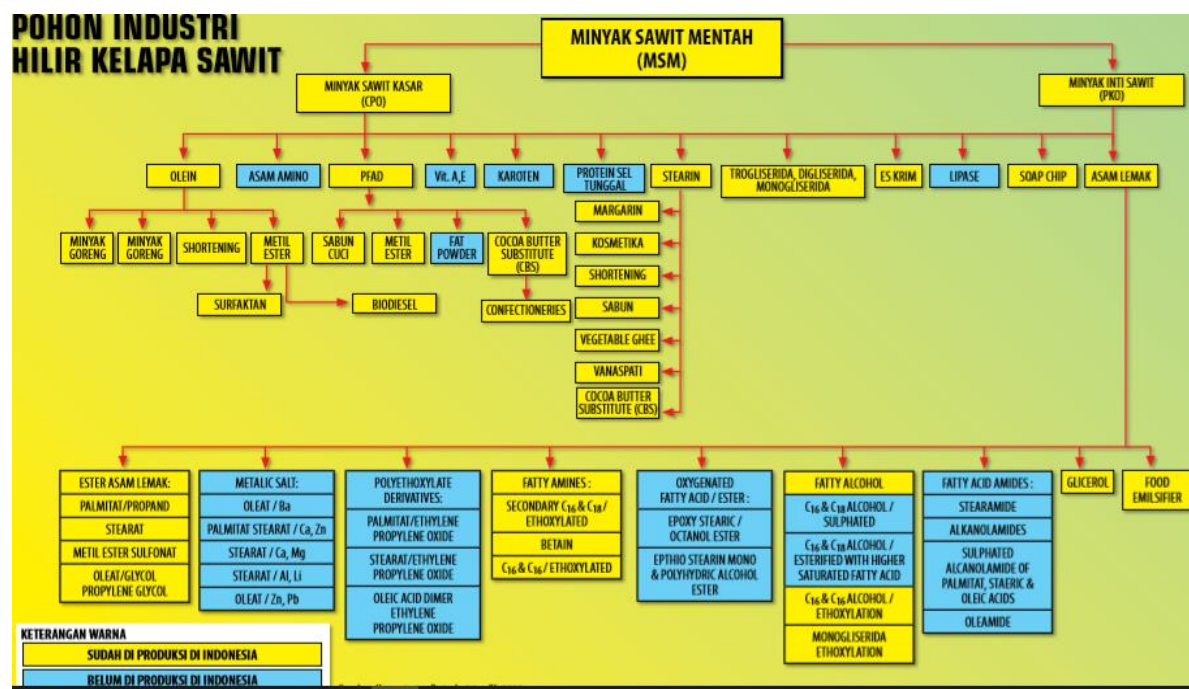 POHON INDUSTRI
HILIR KELAPA SAWIT
MINYAK SAWIT MENTAH
(MSM)
MINYAK SAWIT KASAR
(CPO)
MINYAK INTI SAWIT
(PKO)
OLEIN
ASAM AMINO
PFAD
Vit. A,E
KAROTEN
PROTEIN SEL
TUNGGAL
STEARIN
TROGLISERIDA, DIGLISERIDA,
MONOGLISERIDA
ES KRIM
LIPASE
SOAP CHIP
ASAM LEMAK
MINYAK
GORENG
MINYAK
GORENG
SHORTENING
METIL
ESTER
SABUN
CUCI
METIL
ESTER
FAT
POWDER
COCOA BUTTER
SUBSTITUTE
(CBS)
SURFAKTAN
BIODIESEL
CONFECTIONERIES
MARGARIN
KOSMETIKA
SHORTENING
SABUN
VEGETABLE GHEE
VANASPATI
COCOA BUTTER
SUBSTITUTE (CBS)
ESTER ASAM LEMAK:
PALMITAT/PROPAND
STEARAT
METIL ESTER SULFONAT
OLEAT/GLYCOL
PROPYLENE GLYCOL
METALIC SALT:
OLEAT / Ba
PALMITAT STEARAT / Ca, Zn
STEARAT / Ca, Mg
STEARAT / Al, Li
OLEAT / Zn, Pb
POLYETHOXYLATE
DERIVATIVES:
PALMITAT/ETHYLENE
PROPYLENE OXIDE
STEARAT/ETHYLENE
PROPYLENE OXIDE
OLEIC ACID DIMER
ETHYLENE
PROPYLENE OXIDE
FATTY AMINES :
SECONDARY C₁₆ & C₁₈/
ETHOXYLATED
BETAIN
C₁₆ & C₁₆/ETHOXYLATED
OXYGENATED
FATTY ACID / ESTER :
EPOXY STEARIC /
OCTANOL ESTER
EPTHIO STEARIN MONO
& POLYHYDRIC ALCOHOL
ESTER
FATTY ALCOHOL
C₁₆ & C₁₈ ALCOHOL /
SULPHATED
C₁₆ & C₁₈ ALCOHOL /
ESTERIFIED WITH HIGHER
SATURATED FATTY ACID
C₁₆ & C₁₆ ALCOHOL /
ETHOXYLATION
MONOGLISERIDA
ETHOXYLATION
FATTY ACID AMIDES :
STEARAMIDE
ALKANOLAMIDES
SULPHATED
ALCANOLAMIDE OF
PALMITAT, STAERIC &
OLEIC ACIDS
OLEAMIDE
GLICEROL
FOOD
EMILSIFIER
KETERANGAN WARNA
SUDAH DI PRODUKSI DI INDONESIA
BELUM DI PRODUKSI DI INDONESIA